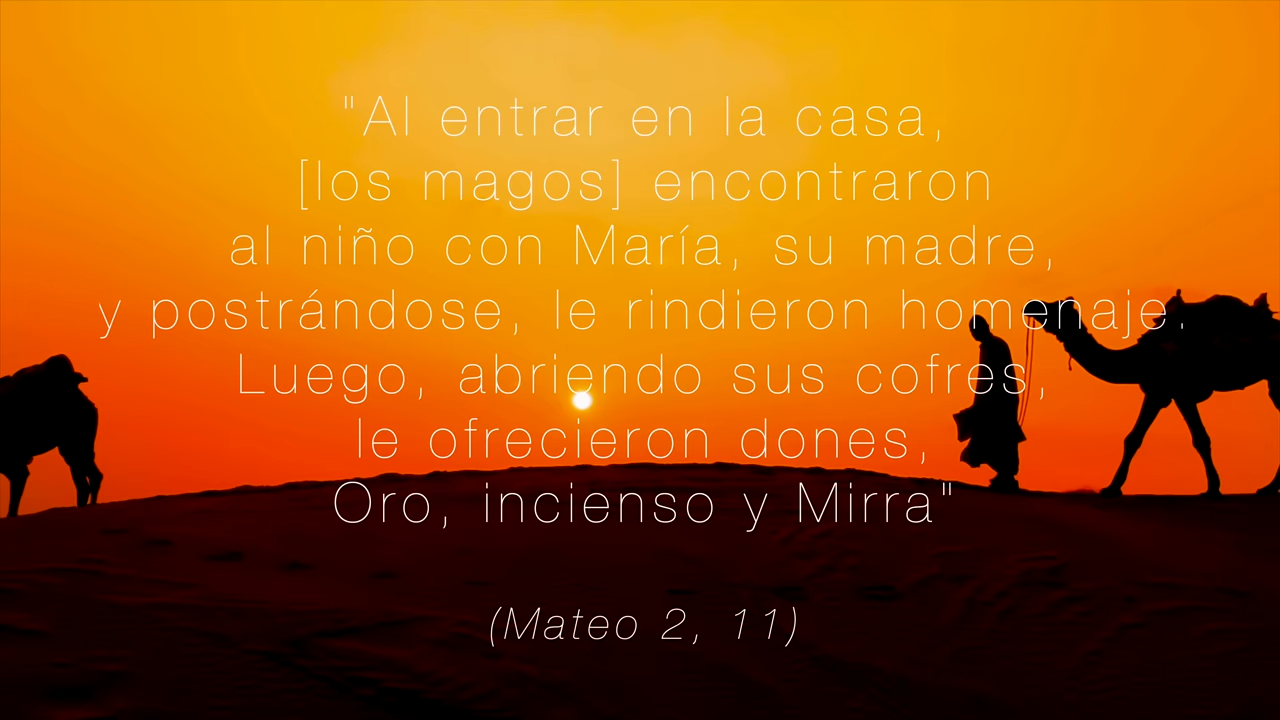 "Al entrar en la casa,
[los magos] encontraron
al niño con María, su madre,
y postrándose, le rindieron homenaje.
Luego, abriendo sus cofres,
le ofrecieron dones,
Oro, incienso y Mirra"
(Mateo 2, 11)